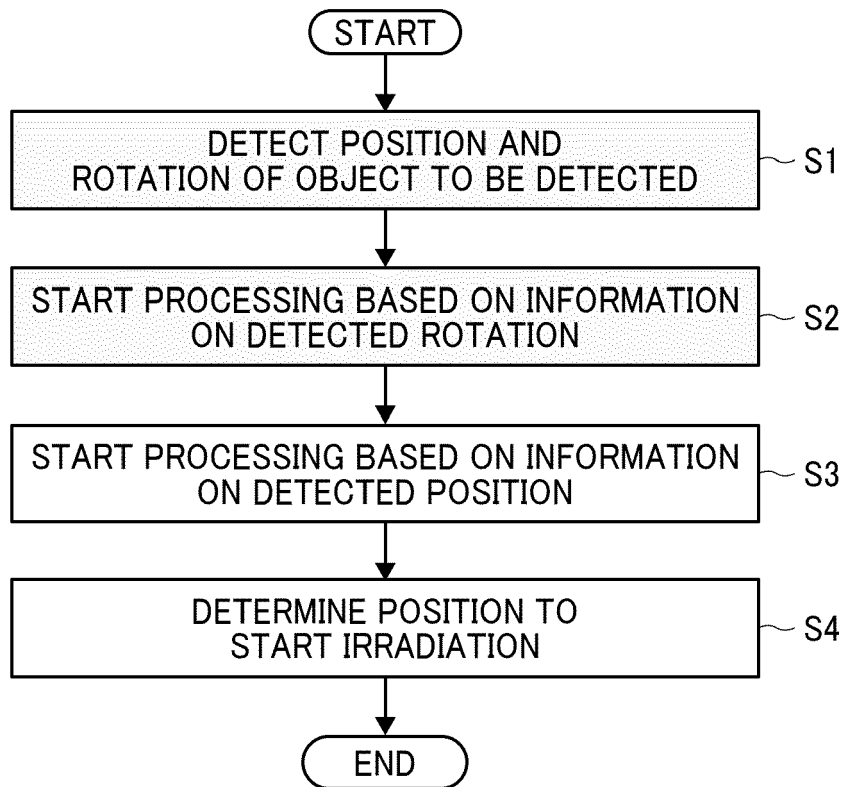 START
DETECT POSITION AND
ROTATION OF OBJECT TO BE DETECTED
S1
START PROCESSING BASED ON INFORMATION
ON DETECTED ROTATION
S2
START PROCESSING BASED ON INFORMATION
ON DETECTED POSITION
S3
DETERMINE POSITION TO
START IRRADIATION
S4
END